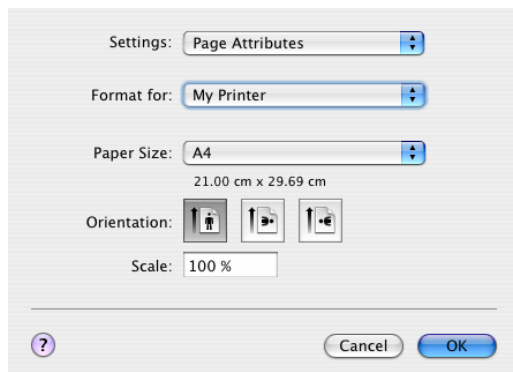 Settings: Page Attributes
Format for: My Printer
Paper Size: A4
21.00 cm x 29.69 cm
Orientation:
Scale: 100 %
? Cancel OK